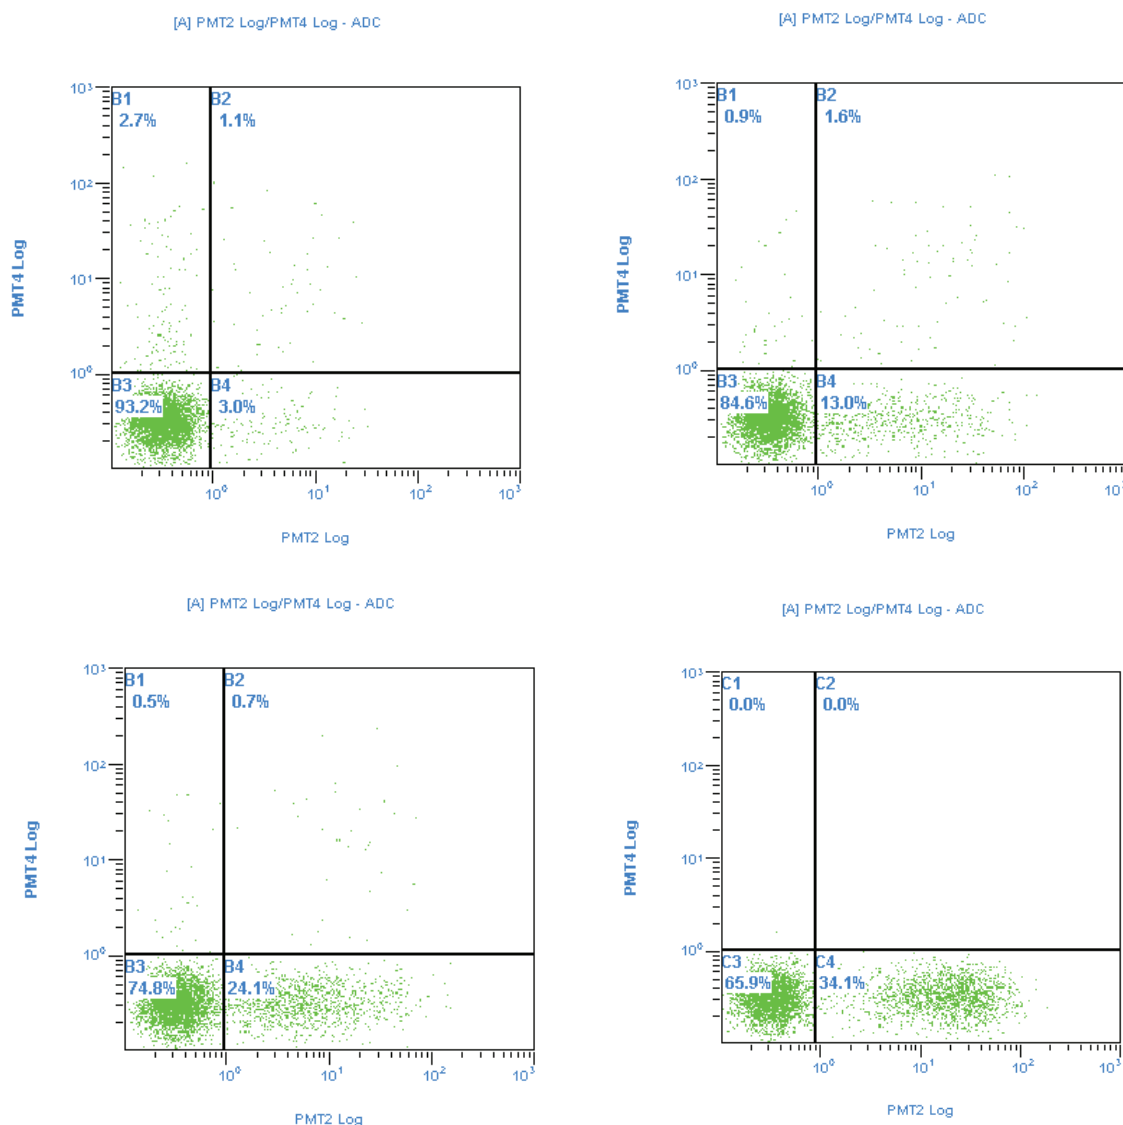 [A] PMT2 Log/PMT4 Log - ADC
10³
B1
2.7%
B2
1.1%
10²
PMT4 Log
10¹
10⁰
B3
93.2%
B4
3.0%
10⁰ 10¹ 10² 10³
PMT2 Log
[A] PMT2 Log/PMT4 Log - ADC
10³
B1
0.9%
B2
1.6%
10²
PMT4 Log
10¹
10⁰
B3
84.6%
B4
13.0%
10⁰ 10¹ 10² 10
PMT2 Log
[A] PMT2 Log/PMT4 Log - ADC
10³
B1
0.5%
B2
0.7%
10²
PMT4 Log
10¹
10⁰
B3
74.8%
B4
24.1%
10⁰ 10¹ 10² 10³
PMT2 Log
[A] PMT2 Log/PMT4 Log - ADC
10³
C1
0.0%
C2
0.0%
10²
PMT4 Log
10¹
10⁰
C3
65.9%
C4
34.1%
10⁰ 10¹ 10² 10³
PMT2 Log